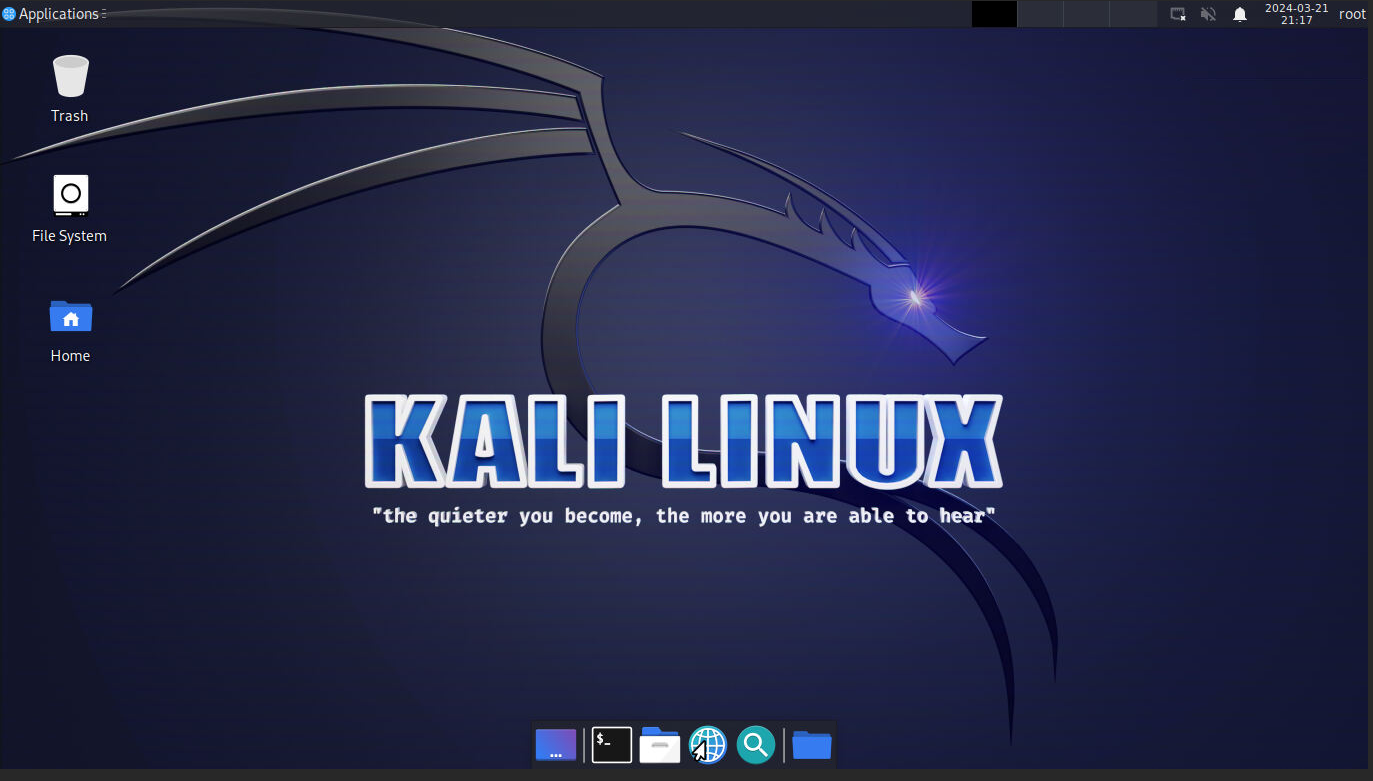 Applications
2024-03-21
21:17
root
Trash
File System
Home
KALI LINUX
"the quieter you become, the more you are able to hear"
$_
...